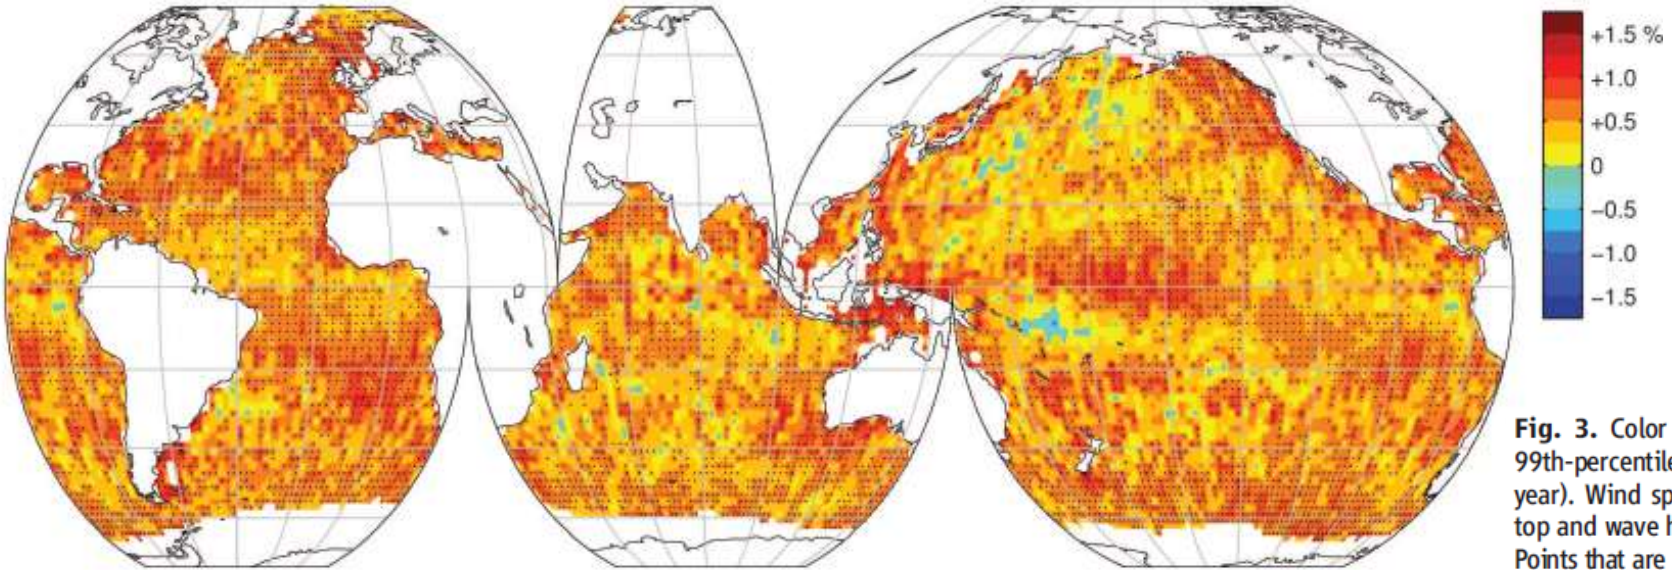 +1.5 %
+1.0
+0.5
0
−0.5
−1.0
−1.5
Fig. 3. Color
99th-percentile
year). Wind sp
top and wave h
Points that are